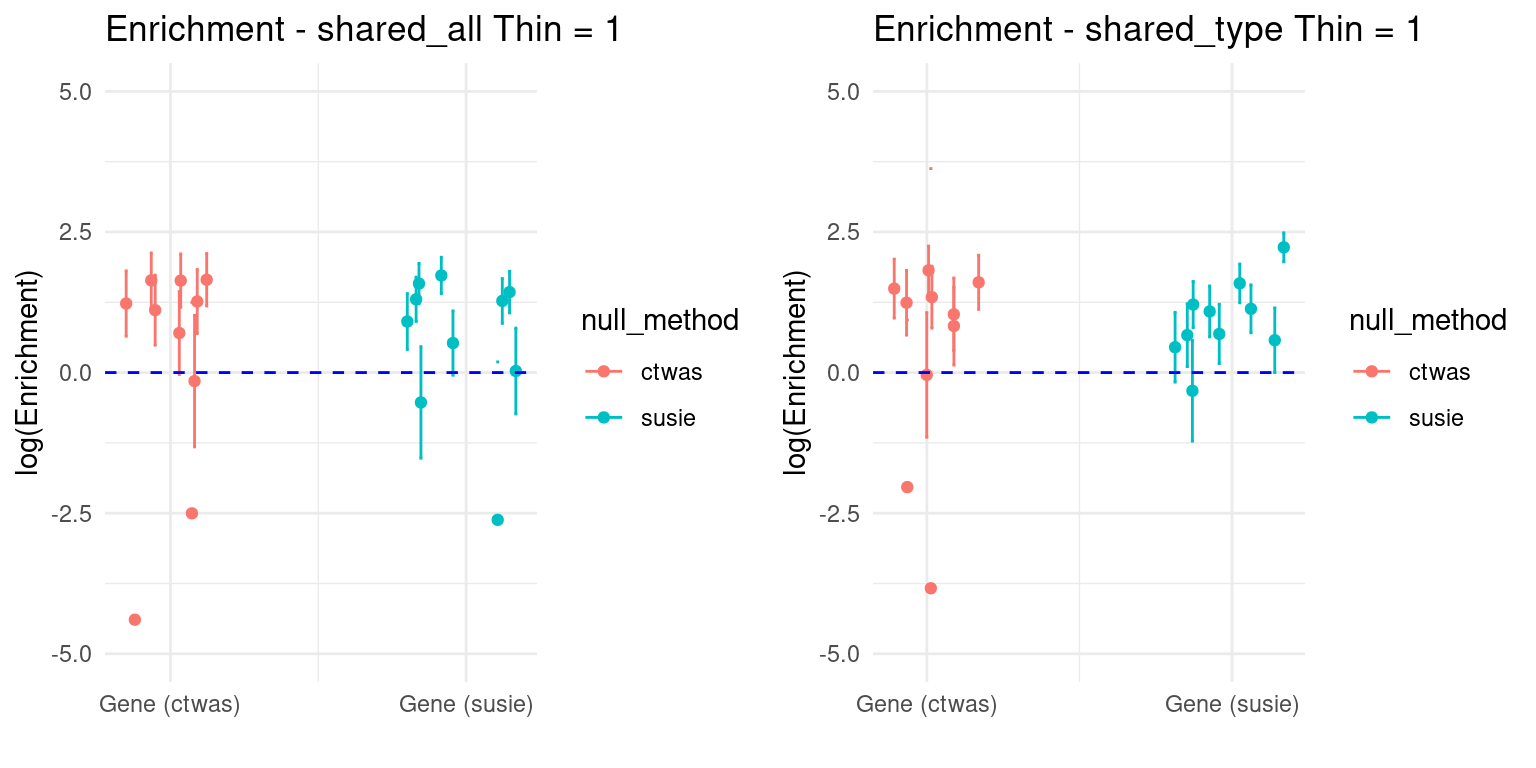 Enrichment - shared_all Thin = 1
log(Enrichment)
5.0
2.5
0.0
-2.5
-5.0
Gene (ctwas)
Gene (susie)
null_method
ctwas
susie
Enrichment - shared_type Thin = 1
log(Enrichment)
5.0
2.5
0.0
-2.5
-5.0
Gene (ctwas)
Gene (susie)
null_method
ctwas
susie